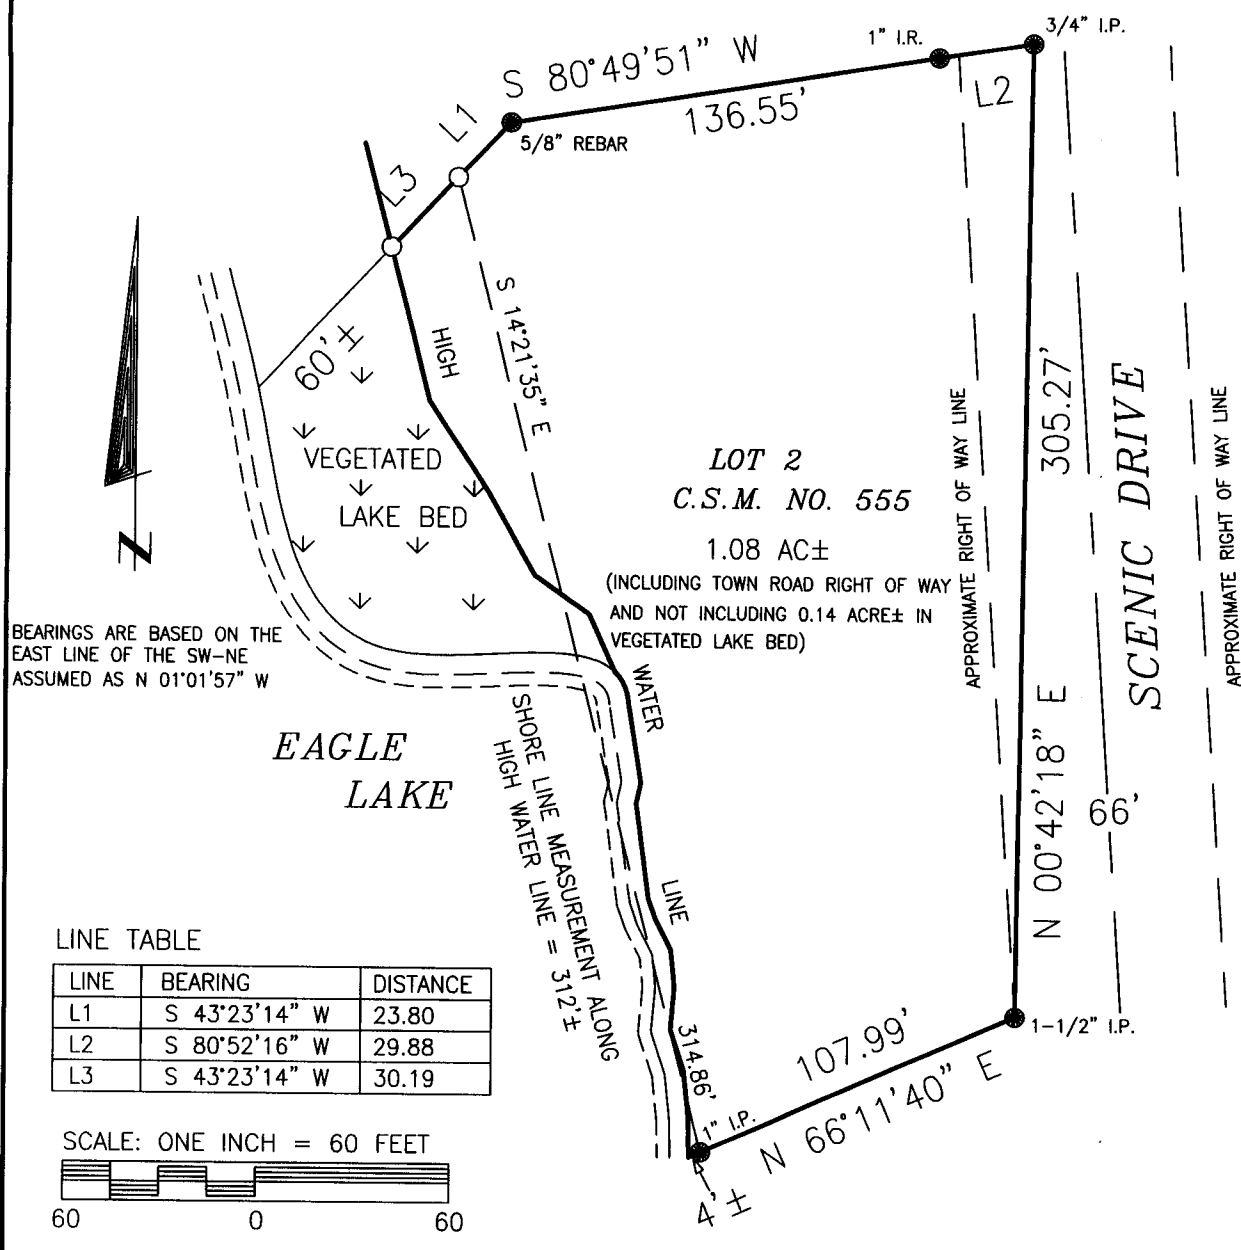 3/4" I.P.
1" I.R.
S 80°49'51" W
136.55'
L2
L1
5/8" REBAR
L3
S 14°21'35" E
HIGH
60'±
VEGETATED
LAKE BED
LOT 2
C.S.M. NO. 555
1.08 AC±
(INCLUDING TOWN ROAD RIGHT OF WAY
AND NOT INCLUDING 0.14 ACRE± IN
VEGETATED LAKE BED)
APPROXIMATE RIGHT OF WAY LINE
305.27'
N 00°42'18" E
SCENIC DRIVE
66'
APPROXIMATE RIGHT OF WAY LINE
N
BEARINGS ARE BASED ON THE
EAST LINE OF THE SW-NE
ASSUMED AS N 01°01'57" W
WATER
EAGLE
LAKE
SHORE LINE MEASUREMENT ALONG
HIGH WATER LINE = 312'±
LINE
314.86'
1-1/2" I.P.
107.99'
N 66°11'40" E
1" I.P.
4'±
LINE TABLE
LINE BEARING DISTANCE
L1 S 43°23'14" W 23.80
L2 S 80°52'16" W 29.88
L3 S 43°23'14" W 30.19
SCALE: ONE INCH = 60 FEET
60 0 60